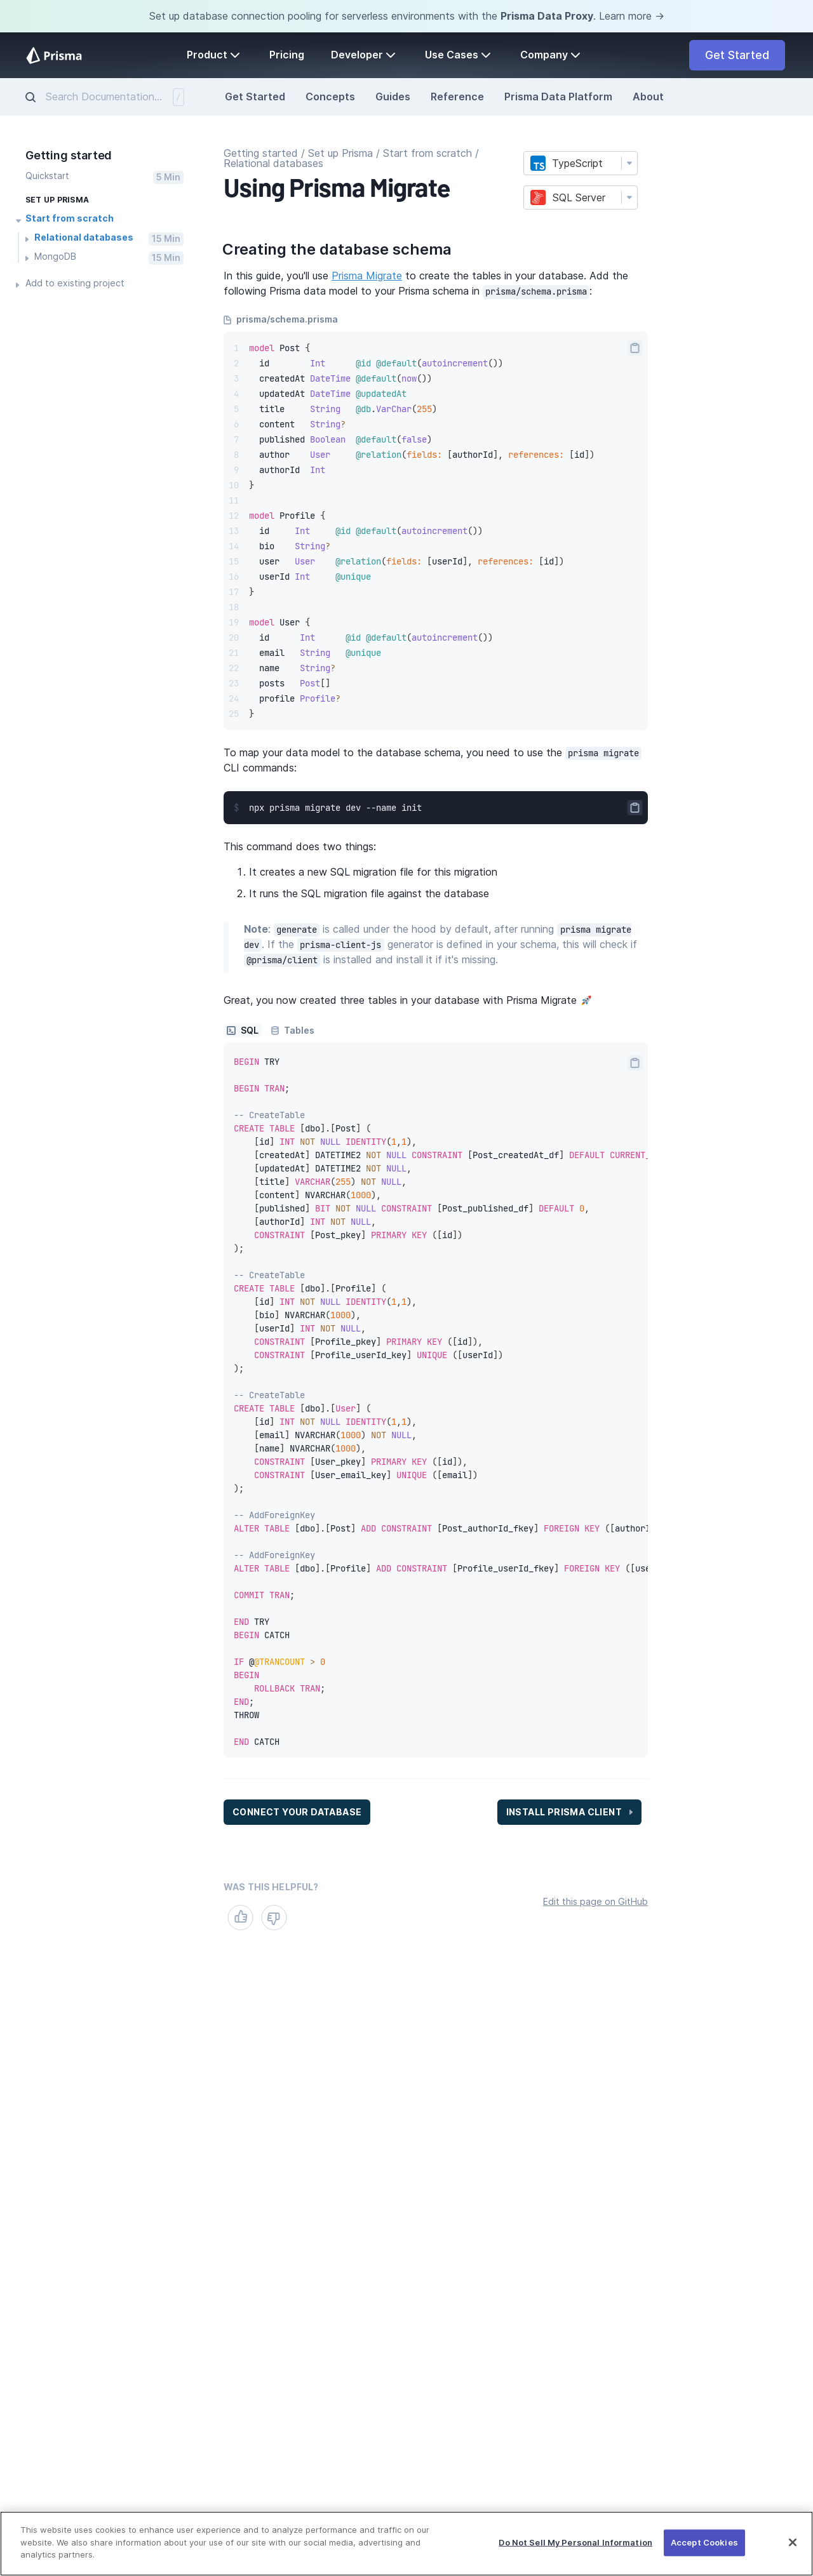 Set up database connection pooling for serverless environments with the Prisma Data Proxy. Learn more →
Prisma
Product
Pricing
Developer
Use Cases
Company
Get Started
Search Documentation...
/
Get Started
Concepts
Guides
Reference
Prisma Data Platform
About
Getting started
Quickstart
5 Min
SET UP PRISMA
Start from scratch
Relational databases
15 Min
MongoDB
15 Min
Add to existing project
Getting started / Set up Prisma / Start from scratch /
Relational databases
Using Prisma Migrate
TS TypeScript
SQL Server
Creating the database schema
In this guide, you'll use Prisma Migrate to create the tables in your database. Add the
following Prisma data model to your Prisma schema in prisma/schema.prisma:
prisma/schema.prisma
1 model Post {
2   id        Int      @id @default(autoincrement())
3   createdAt DateTime @default(now())
4   updatedAt DateTime @updatedAt
5   title     String   @db.VarChar(255)
6   content   String?
7   published Boolean  @default(false)
8   author    User     @relation(fields: [authorId], references: [id])
9   authorId  Int
10 }
11
12 model Profile {
13   id     Int     @id @default(autoincrement())
14   bio    String?
15   user   User    @relation(fields: [userId], references: [id])
16   userId Int     @unique
17 }
18
19 model User {
20   id      Int      @id @default(autoincrement())
21   email   String   @unique
22   name    String?
23   posts   Post[]
24   profile Profile?
25 }
To map your data model to the database schema, you need to use the prisma migrate
CLI commands:
$ npx prisma migrate dev --name init
This command does two things:
1. It creates a new SQL migration file for this migration
2. It runs the SQL migration file against the database
Note: generate is called under the hood by default, after running prisma migrate
dev. If the prisma-client-js generator is defined in your schema, this will check if
@prisma/client is installed and install it if it's missing.
Great, you now created three tables in your database with Prisma Migrate 🚀
SQL
Tables
BEGIN TRY
BEGIN TRAN;
-- CreateTable
CREATE TABLE [dbo].[Post] (
    [id] INT NOT NULL IDENTITY(1,1),
    [createdAt] DATETIME2 NOT NULL CONSTRAINT [Post_createdAt_df] DEFAULT CURRENT_
    [updatedAt] DATETIME2 NOT NULL,
    [title] VARCHAR(255) NOT NULL,
    [content] NVARCHAR(1000),
    [published] BIT NOT NULL CONSTRAINT [Post_published_df] DEFAULT 0,
    [authorId] INT NOT NULL,
    CONSTRAINT [Post_pkey] PRIMARY KEY ([id])
);
-- CreateTable
CREATE TABLE [dbo].[Profile] (
    [id] INT NOT NULL IDENTITY(1,1),
    [bio] NVARCHAR(1000),
    [userId] INT NOT NULL,
    CONSTRAINT [Profile_pkey] PRIMARY KEY ([id]),
    CONSTRAINT [Profile_userId_key] UNIQUE ([userId])
);
-- CreateTable
CREATE TABLE [dbo].[User] (
    [id] INT NOT NULL IDENTITY(1,1),
    [email] NVARCHAR(1000) NOT NULL,
    [name] NVARCHAR(1000),
    CONSTRAINT [User_pkey] PRIMARY KEY ([id]),
    CONSTRAINT [User_email_key] UNIQUE ([email])
);
-- AddForeignKey
ALTER TABLE [dbo].[Post] ADD CONSTRAINT [Post_authorId_fkey] FOREIGN KEY ([author
-- AddForeignKey
ALTER TABLE [dbo].[Profile] ADD CONSTRAINT [Profile_userId_fkey] FOREIGN KEY ([use
COMMIT TRAN;
END TRY
BEGIN CATCH
IF @@TRANCOUNT > 0
BEGIN
    ROLLBACK TRAN;
END;
THROW
END CATCH
CONNECT YOUR DATABASE
INSTALL PRISMA CLIENT
WAS THIS HELPFUL?
Edit this page on GitHub
This website uses cookies to enhance user experience and to analyze performance and traffic on our
website. We also share information about your use of our site with our social media, advertising and
analytics partners.
Do Not Sell My Personal Information
Accept Cookies